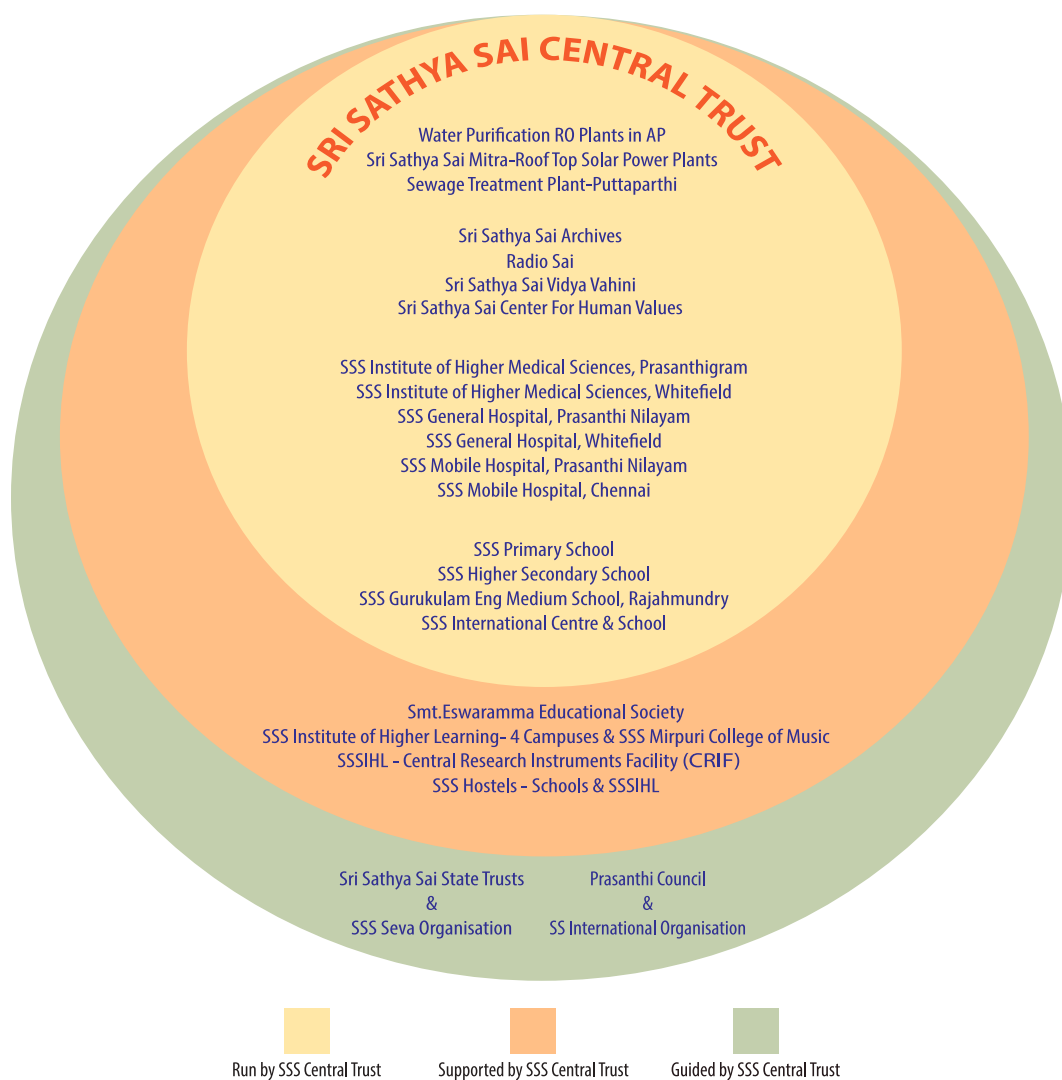 SRI SATHYA SAI CENTRAL TRUST
Water Purification RO Plants in AP
Sri Sathya Sai Mitra-Roof Top Solar Power Plants
Sewage Treatment Plant-Puttaparthi
Sri Sathya Sai Archives
Radio Sai
Sri Sathya Sai Vidya Vahini
Sri Sathya Sai Center For Human Values
SSS Institute of Higher Medical Sciences, Prasanthigram
SSS Institute of Higher Medical Sciences, Whitefield
SSS General Hospital, Prasanthi Nilayam
SSS General Hospital, Whitefield
SSS Mobile Hospital, Prasanthi Nilayam
SSS Mobile Hospital, Chennai
SSS Primary School
SSS Higher Secondary School
SSS Gurukulam Eng Medium School, Rajahmundry
SSS International Centre & School
Smt.Eswaramma Educational Society
SSS Institute of Higher Learning- 4 Campuses & SSS Mirpuri College of Music
SSSIHL - Central Research Instruments Facility (CRIF)
SSS Hostels - Schools & SSSIHL
Sri Sathya Sai State Trusts
&
SSS Seva Organisation
Prasanthi Council
&
SS International Organisation
Run by SSS Central Trust
Supported by SSS Central Trust
Guided by SSS Central Trust